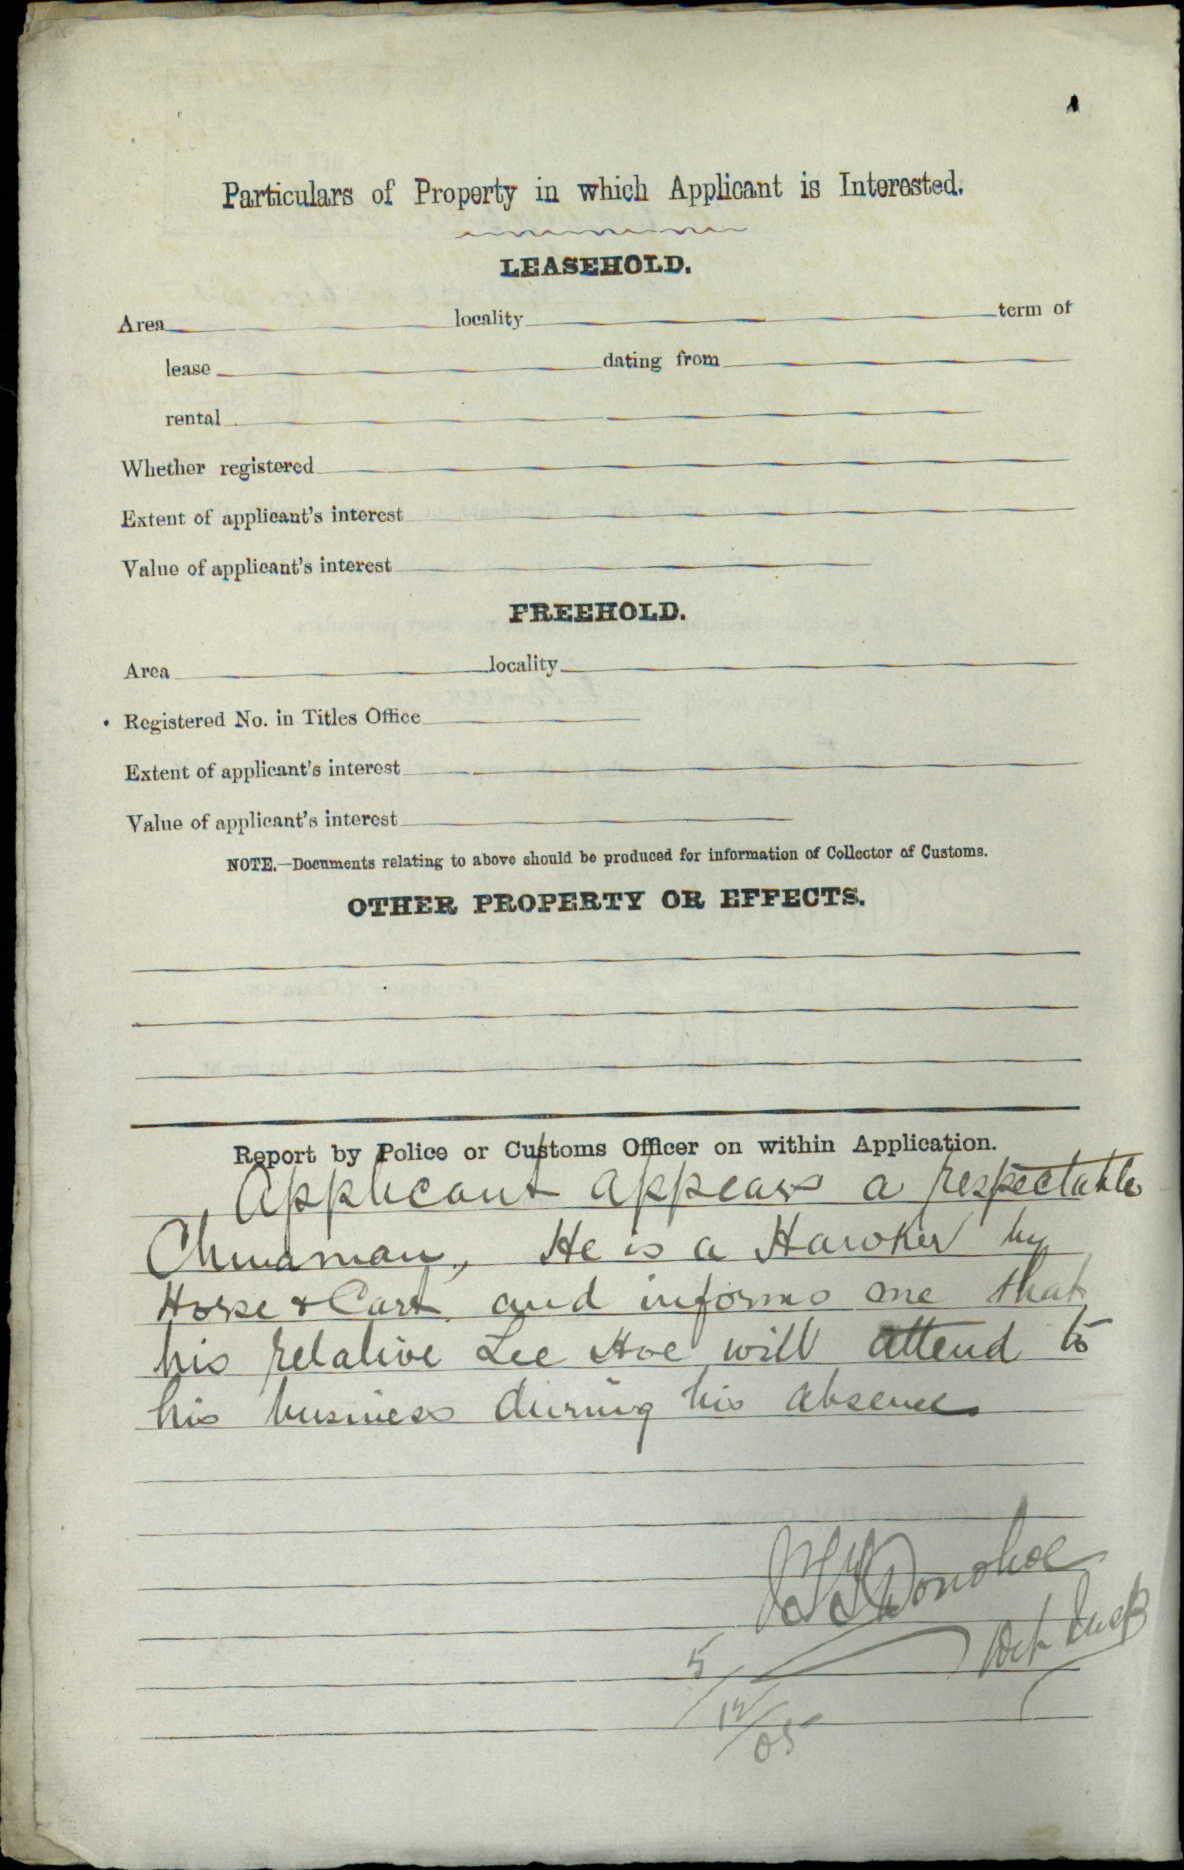 Particulars of Property in which Applicant is Interested.
LEASEHOLD.
Area locality term of
lease dating from
rental
Whether registered
Extent of applicant's interest
Value of applicant's interest
FREEHOLD.
Area locality
Registered No. in Titles Office
Extent of applicant's interest
Value of applicant's interest
NOTE.—Documents relating to above should be produced for information of Collector of Customs.
OTHER PROPERTY OR EFFECTS.
Report by Police or Customs Officer on within Application.
Applicant appears a respectable
Chinaman, He is a Hawker by
Horse & Cart and informs me that
his relative Lee Hoe will attend to
his business during his absence
Donohoe
5/12/05